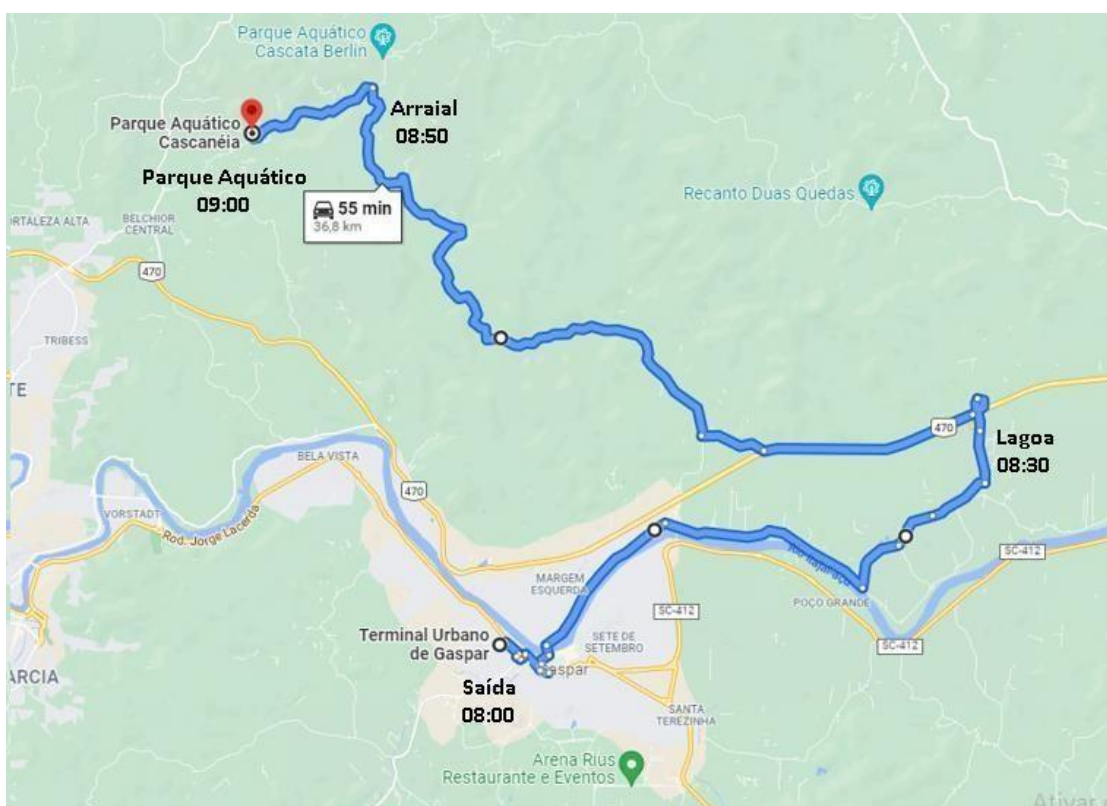 Parque Aquático
Cascata Berlin
Arraial
08:50
Parque Aquático
Cascanéia
Parque Aquático
09:00
55 min
36,8 km
Recanto Duas Quedas
ORTALEZA ALTA
BELCHIOR
CENTRAL
470
TRIBESS
TE
470
Lagoa
08:30
BELA VISTA
470
VORSTADT
Rod. Jorge Lacerda
SC-412
Rio Itajaí-Açu
MARGEM
ESQUERDA
POÇO GRANDE
SC-412
SC-412
Terminal Urbano
de Gaspar
SETE DE
SETEMBRO
Gaspar
ARCIA
Saída
08:00
SANTA
TEREZINHA
Arena Rius
Restaurante e Eventos
Ativar